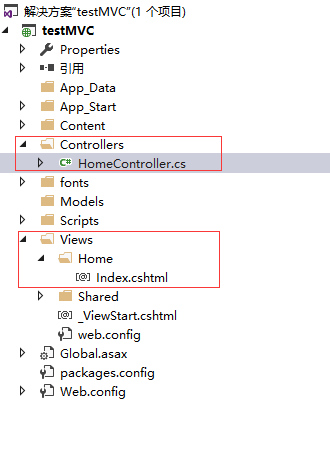 解决方案"testMVC"(1 个项目)
testMVC
Properties
引用
App_Data
App_Start
Content
Controllers
C# HomeController.cs
fonts
Models
Scripts
Views
Home
[@] Index.cshtml
Shared
[@] _ViewStart.cshtml
web.config
Global.asax
packages.config
Web.config